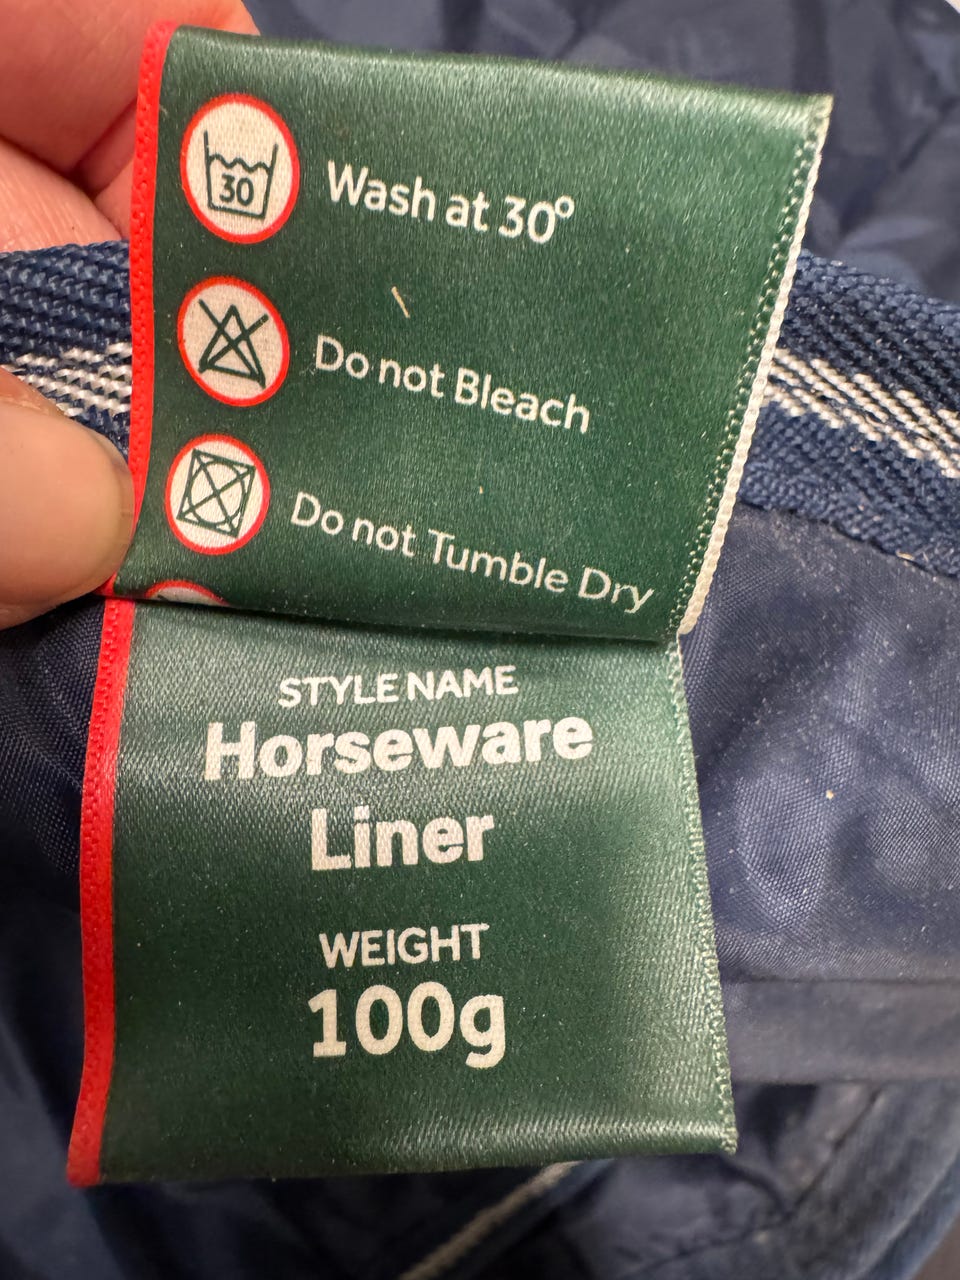 30
Wash at 30°
Do not Bleach
Do not Tumble Dry
STYLE NAME
Horseware
Liner
WEIGHT
100g